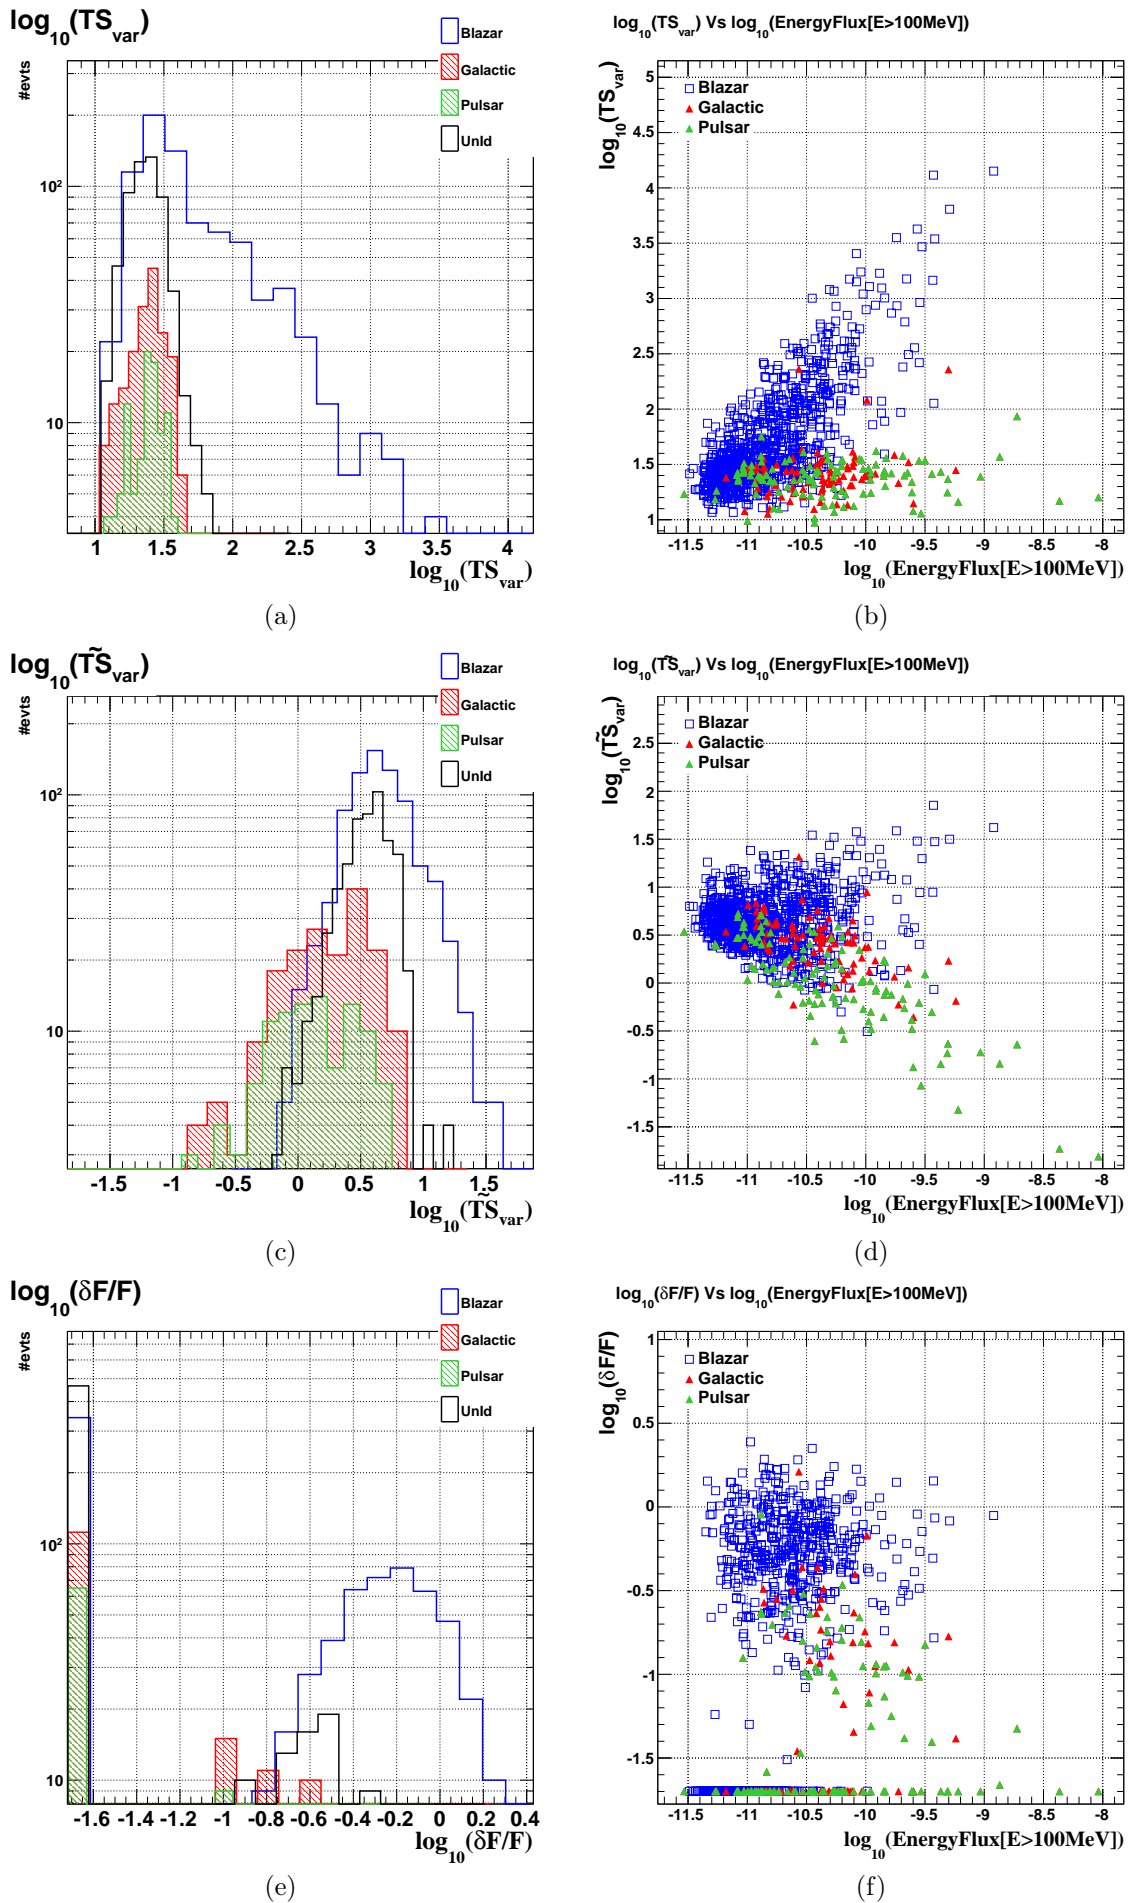 log10(TSvar)
#evts
Blazar
Galactic
Pulsar
UnId
10²
10
1 1.5 2 2.5 3 3.5 4
log10(TSvar)
(a)
log10(TSvar) Vs log10(EnergyFlux[E>100MeV])
log10(TSvar)
Blazar
Galactic
Pulsar
5
4.5
4
3.5
3
2.5
2
1.5
1
-11.5 -11 -10.5 -10 -9.5 -9 -8.5 -8
log10(EnergyFlux[E>100MeV])
(b)
log10(T̃Svar)
#evts
Blazar
Galactic
Pulsar
UnId
10²
10
-1.5 -1 -0.5 0 0.5 1 1.5
log10(T̃Svar)
(c)
log10(T̃Svar) Vs log10(EnergyFlux[E>100MeV])
log10(T̃Svar)
Blazar
Galactic
Pulsar
2.5
2
1.5
1
0.5
0
-0.5
-1
-1.5
-11.5 -11 -10.5 -10 -9.5 -9 -8.5 -8
log10(EnergyFlux[E>100MeV])
(d)
log10(δF/F)
#evts
Blazar
Galactic
Pulsar
UnId
10²
10
-1.6 -1.4 -1.2 -1 -0.8 -0.6 -0.4 -0.2 0 0.2 0.4
log10(δF/F)
(e)
log10(δF/F) Vs log10(EnergyFlux[E>100MeV])
log10(δF/F)
Blazar
Galactic
Pulsar
1
0.5
0
-0.5
-1
-1.5
-11.5 -11 -10.5 -10 -9.5 -9 -8.5 -8
log10(EnergyFlux[E>100MeV])
(f)